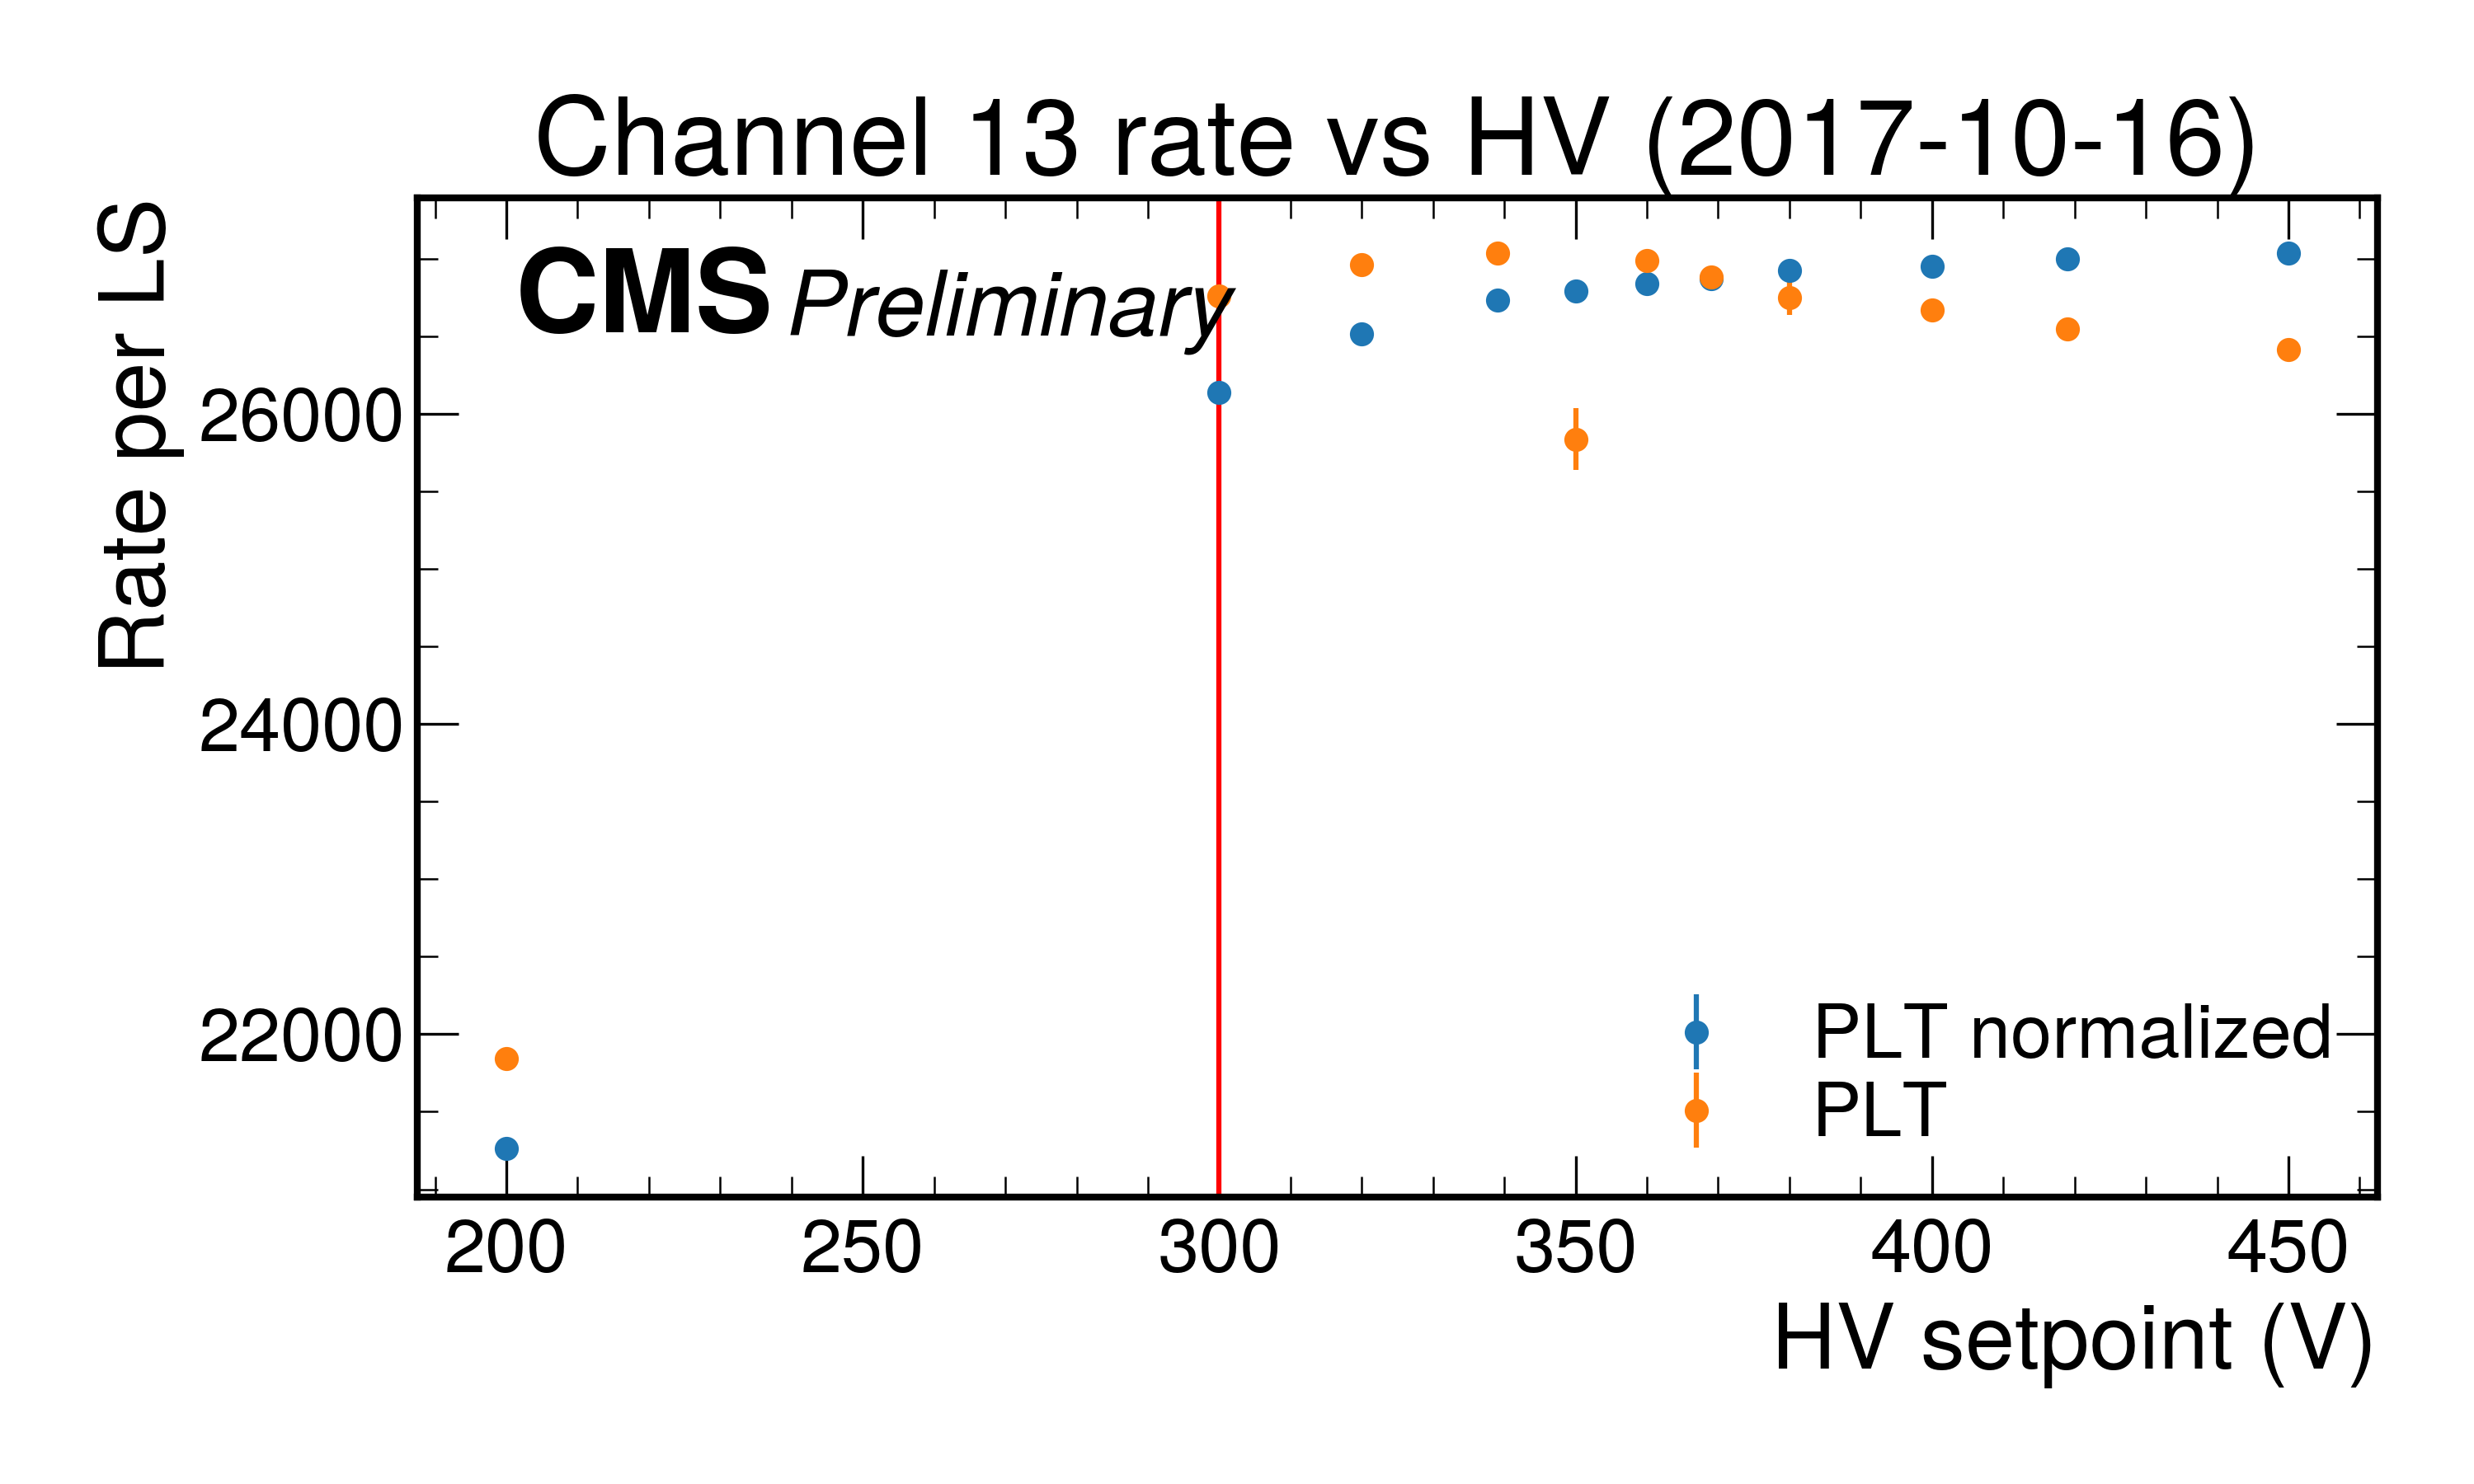 Channel 13 rate vs HV (2017-10-16)
CMS Preliminary
Rate per LS
26000
24000
22000
PLT normalized
PLT
200 250 300 350 400 450
HV setpoint (V)